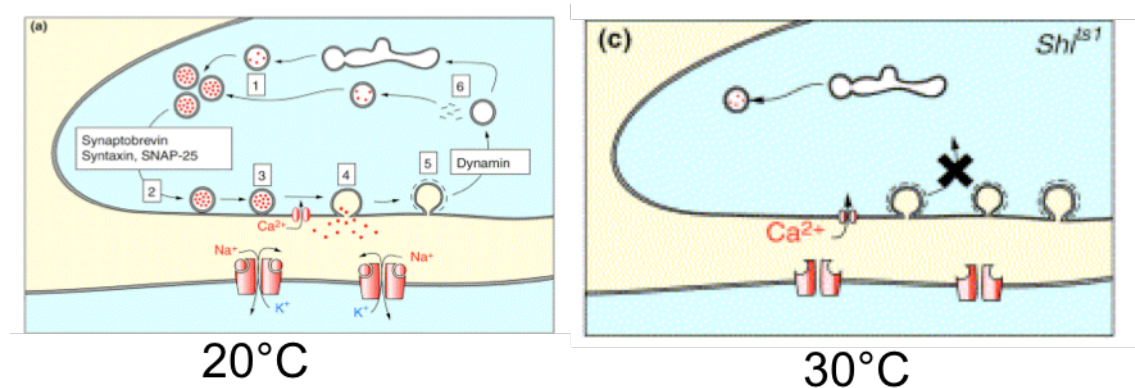 (a)
1
6
Synaptobrevin
Syntaxin, SNAP-25
2
3
4
5
Dynamin
Ca2+
Na+
Na+
K+
K+
20°C
(c)
Shits1
Ca2+
30°C